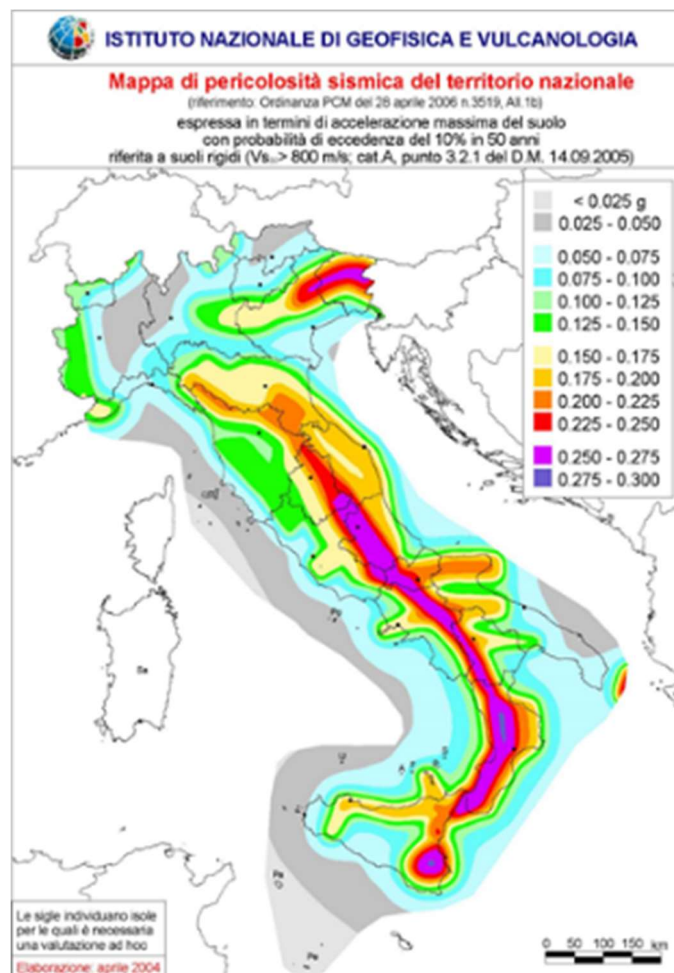 ISTITUTO NAZIONALE DI GEOFISICA E VULCANOLOGIA
Mappa di pericolosità sismica del territorio nazionale
(riferimento: Ordinanza PCM del 28 aprile 2006 n.3519, All.1b)
espressa in termini di accelerazione massima del suolo
con probabilità di eccedenza del 10% in 50 anni
riferita a suoli rigidi (Vs₃₀> 800 m/s; cat.A, punto 3.2.1 del D.M. 14.09.2005)
< 0.025 g
0.025 - 0.050
0.050 - 0.075
0.075 - 0.100
0.100 - 0.125
0.125 - 0.150
0.150 - 0.175
0.175 - 0.200
0.200 - 0.225
0.225 - 0.250
0.250 - 0.275
0.275 - 0.300
Le sigle individuano isole
per le quali è necessaria
una valutazione ad hoc
Elaborazione: aprile 2004
km
0 50 100 150